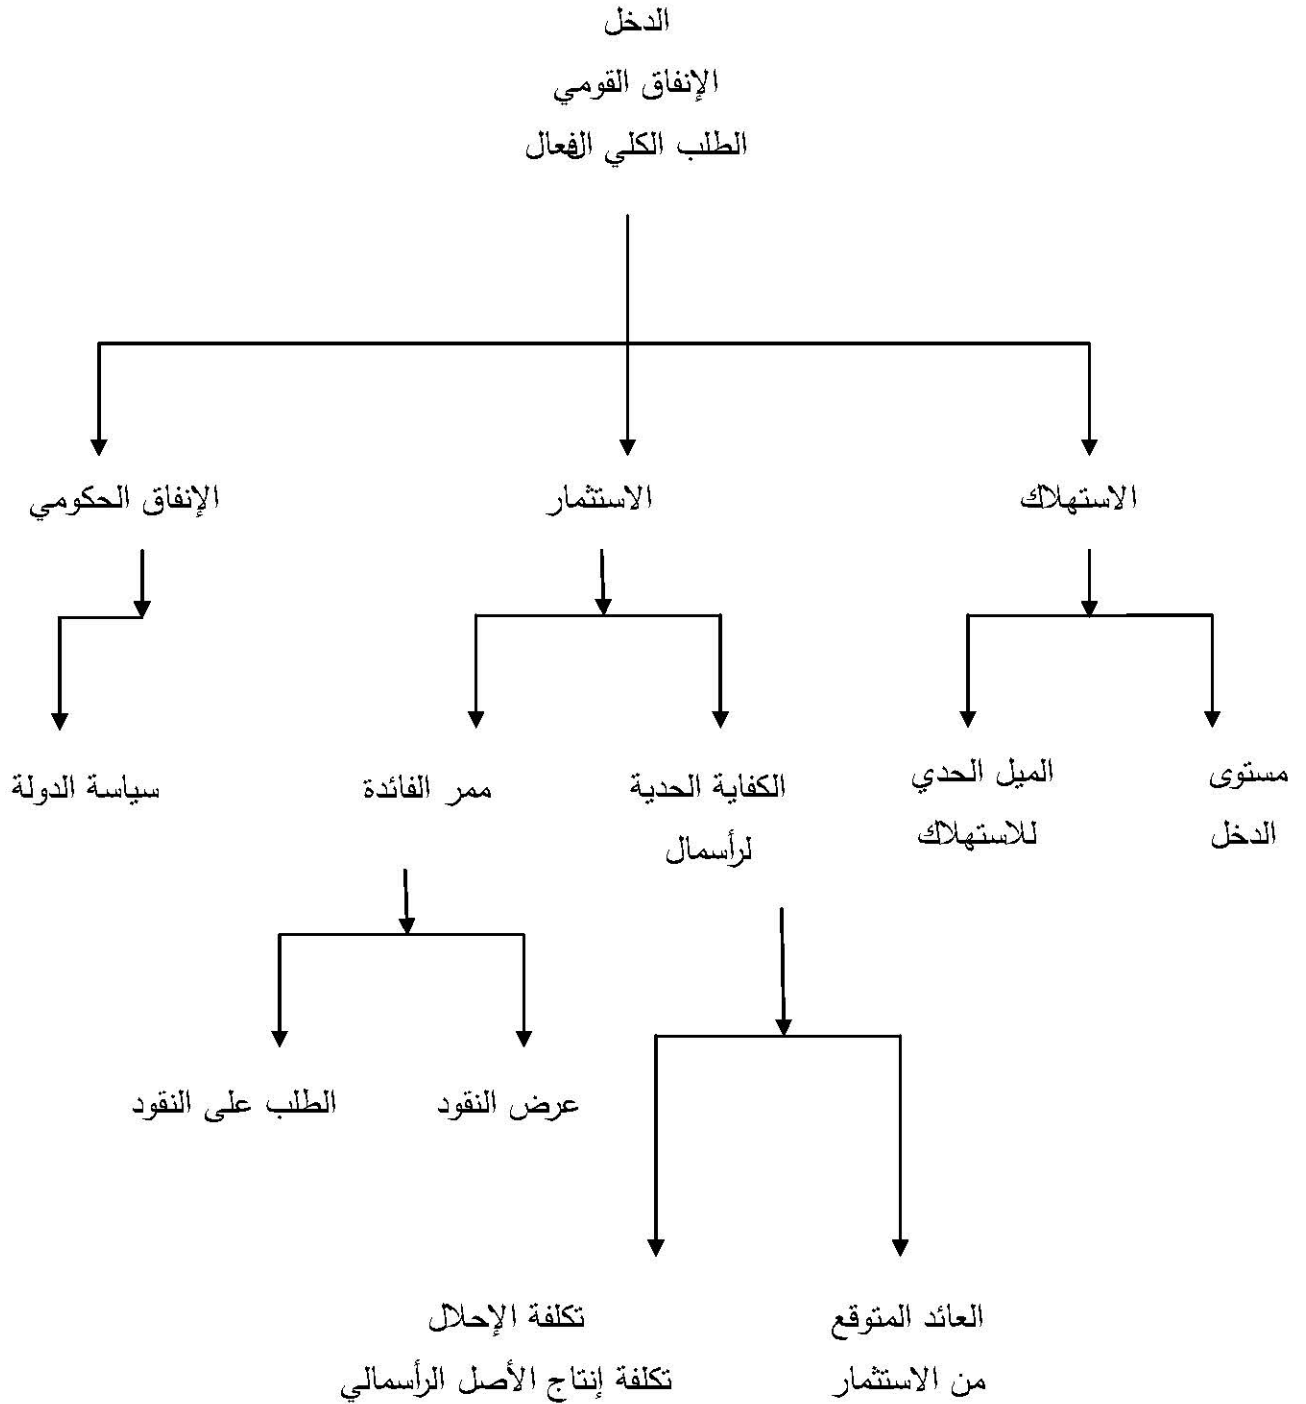 الدخل
الإنفاق القومي
الطلب الكلي الفعال
الاستهلاك
الاستثمار
الإنفاق الحكومي
مستوى
الدخل
الميل الحدي
للاستهلاك
الكفاية الحدية
لرأسمال
ممر الفائدة
سياسة الدولة
عرض النقود
الطلب على النقود
العائد المتوقع
من الاستثمار
تكلفة الإحلال
تكلفة إنتاج الأصل الرأسمالي